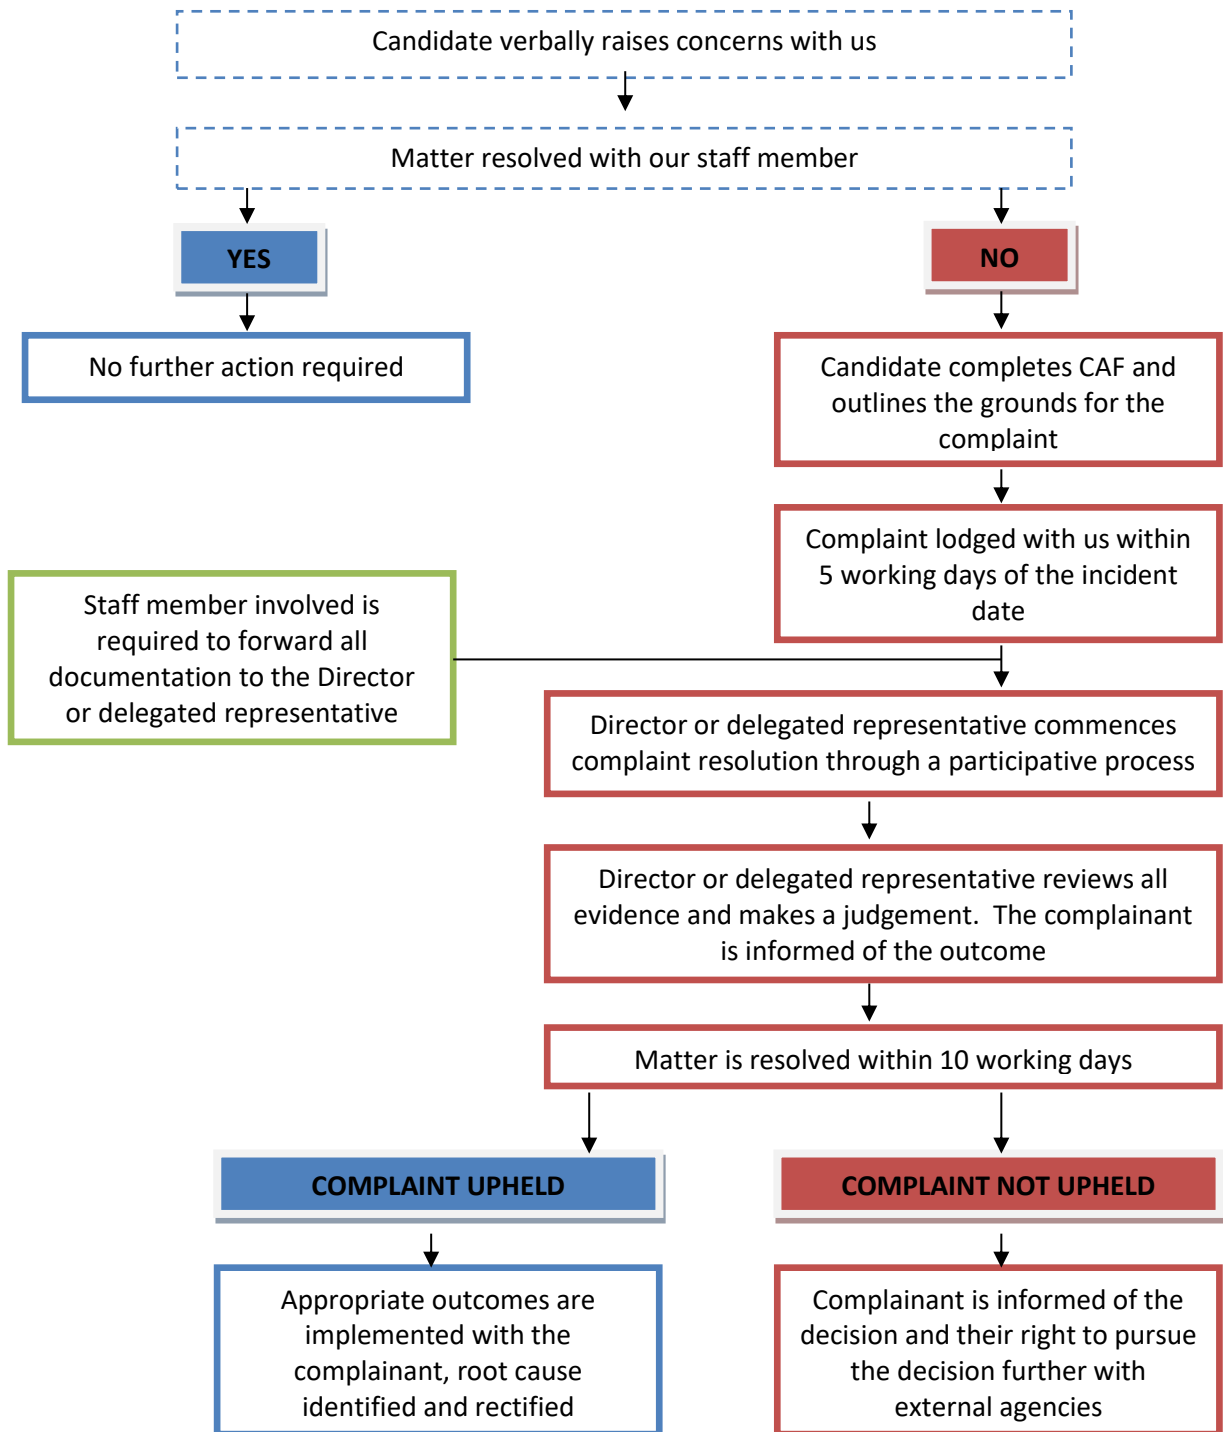 Candidate verbally raises concerns with us
Matter resolved with our staff member
YES
NO
No further action required
Candidate completes CAF and
outlines the grounds for the
complaint
Complaint lodged with us within
5 working days of the incident
date
Staff member involved is
required to forward all
documentation to the Director
or delegated representative
Director or delegated representative commences
complaint resolution through a participative process
Director or delegated representative reviews all
evidence and makes a judgement.  The complainant
is informed of the outcome
Matter is resolved within 10 working days
COMPLAINT UPHELD
COMPLAINT NOT UPHELD
Appropriate outcomes are
implemented with the
complainant, root cause
identified and rectified
Complainant is informed of the
decision and their right to pursue
the decision further with
external agencies